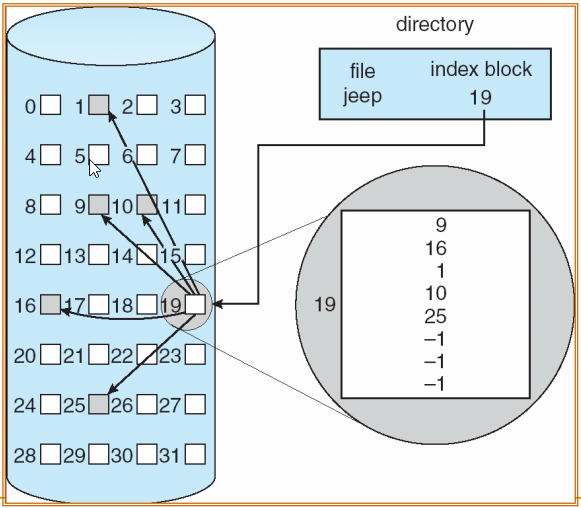 directory
file index block
jeep 19
0 1 2 3
4 5 6 7
8 9 10 11
12 13 14 15
16 17 18 19
20 21 22 23
24 25 26 27
28 29 30 31
19
9
16
1
10
25
–1
–1
–1